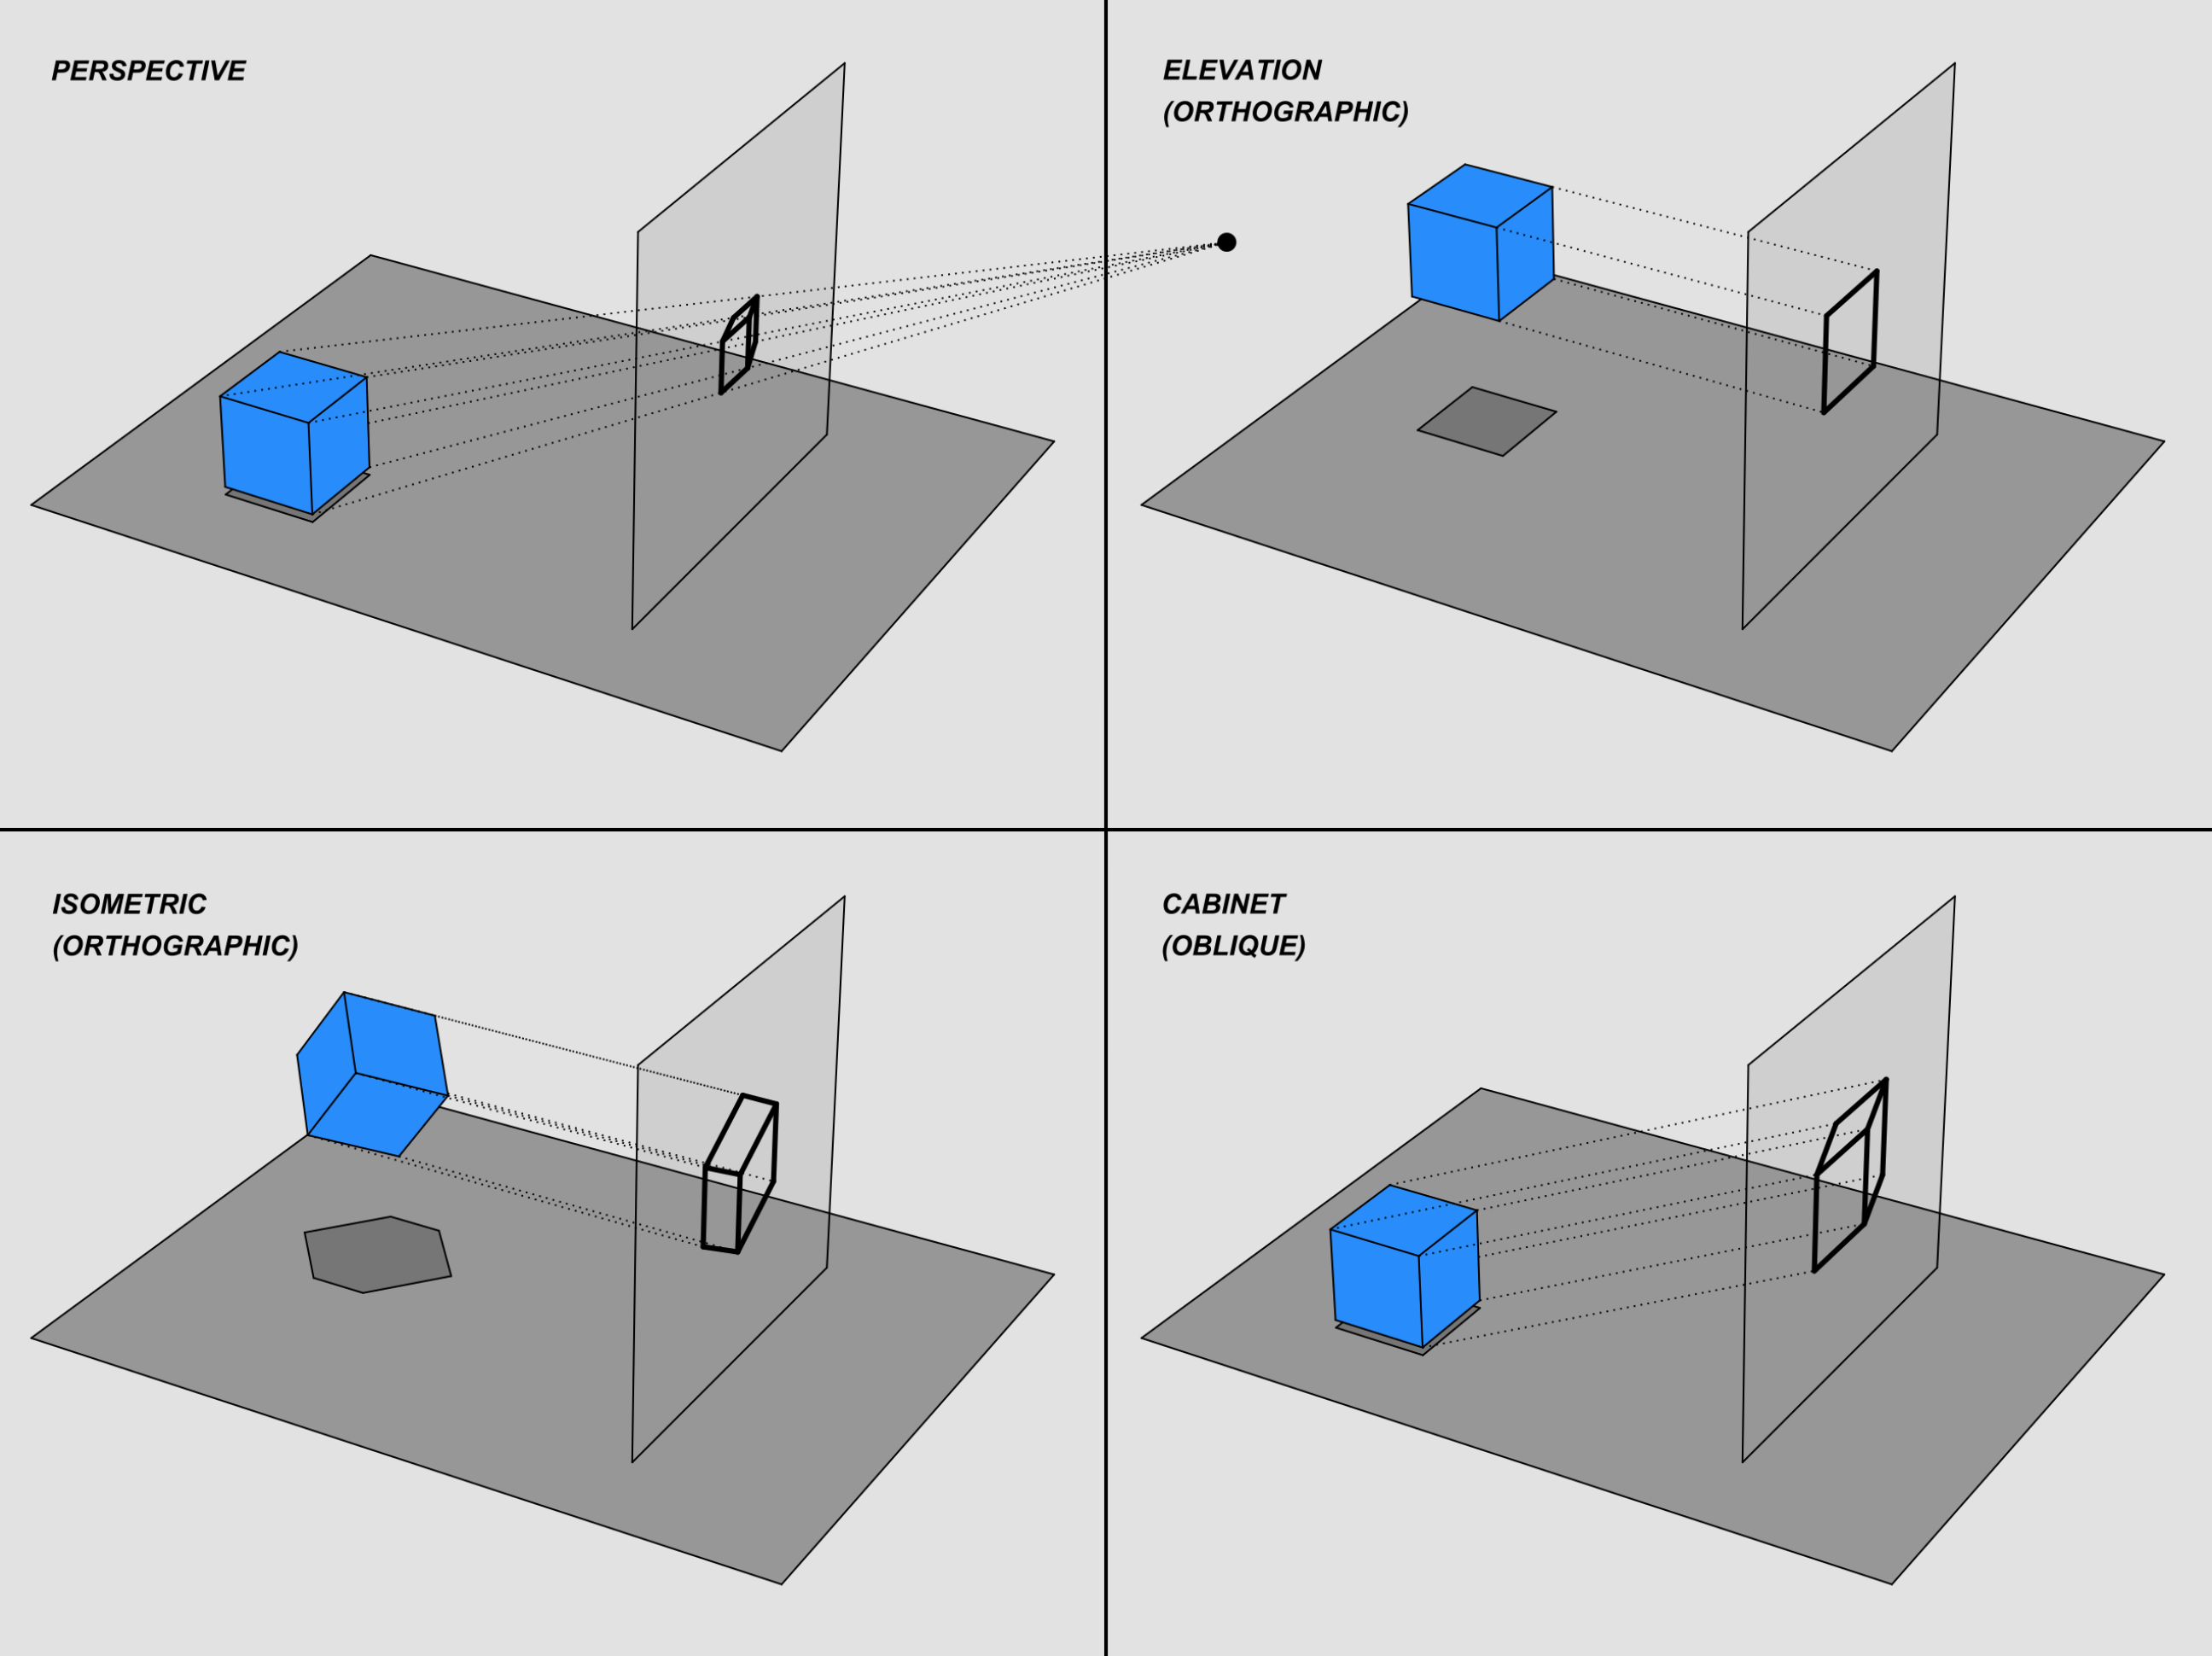 PERSPECTIVE
ELEVATION
(ORTHOGRAPHIC)
ISOMETRIC
(ORTHOGRAPHIC)
CABINET
(OBLIQUE)